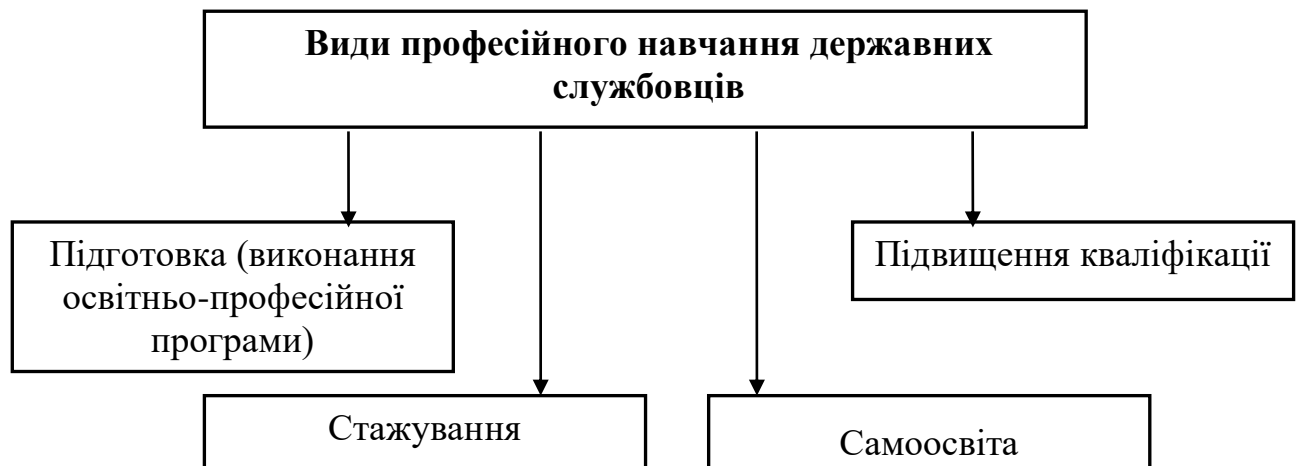 Види професійного навчання державних
службовців
Підготовка (виконання
освітньо-професійної
програми)
Підвищення кваліфікації
Стажування
Самоосвіта